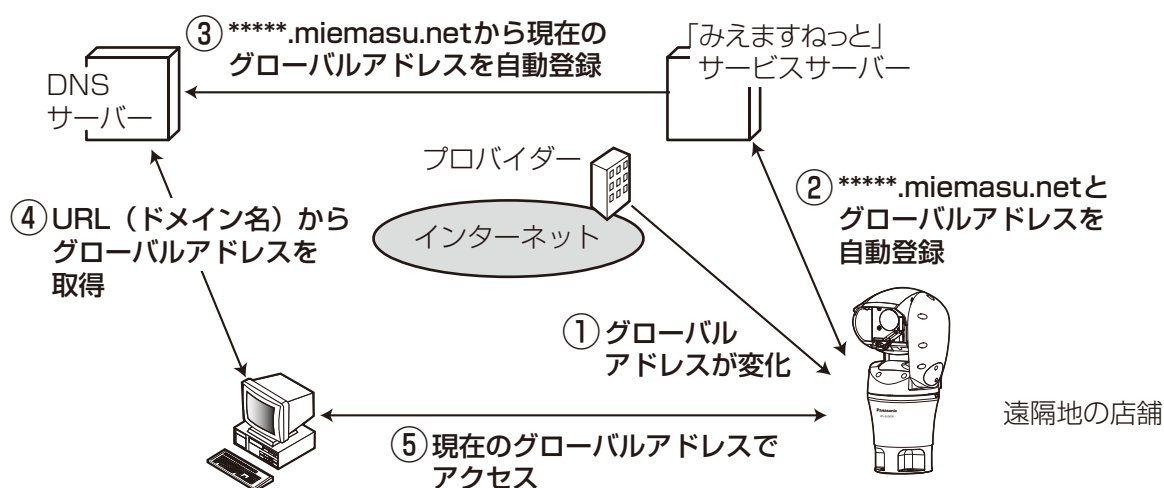 ③*****.miemasu.netから現在の
グローバルアドレスを自動登録
「みえますねっと」
サービスサーバー
DNS
サーバー
プロバイダー
インターネット
②*****.miemasu.netと
グローバルアドレスを
自動登録
④URL（ドメイン名）から
グローバルアドレスを
取得
①グローバル
アドレスが変化
Panasonic
遠隔地の店舗
⑤現在のグローバルアドレスで
アクセス